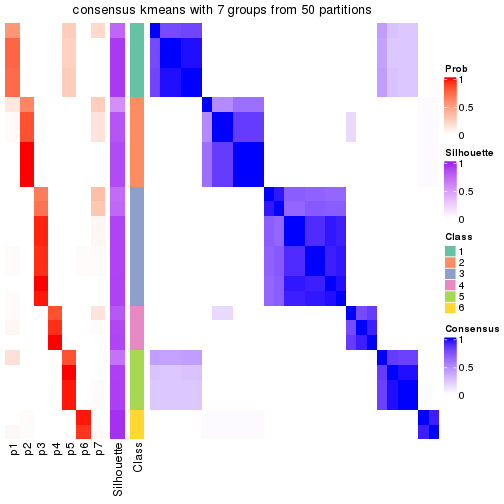 consensus kmeans with 7 groups from 50 partitions
Prob
1
0.5
0
Silhouette
1
0.5
0
Class
1
2
3
4
5
6
Consensus
1
0.5
0
p1
p2
p3
p4
p5
p6
p7
Silhouette
Class